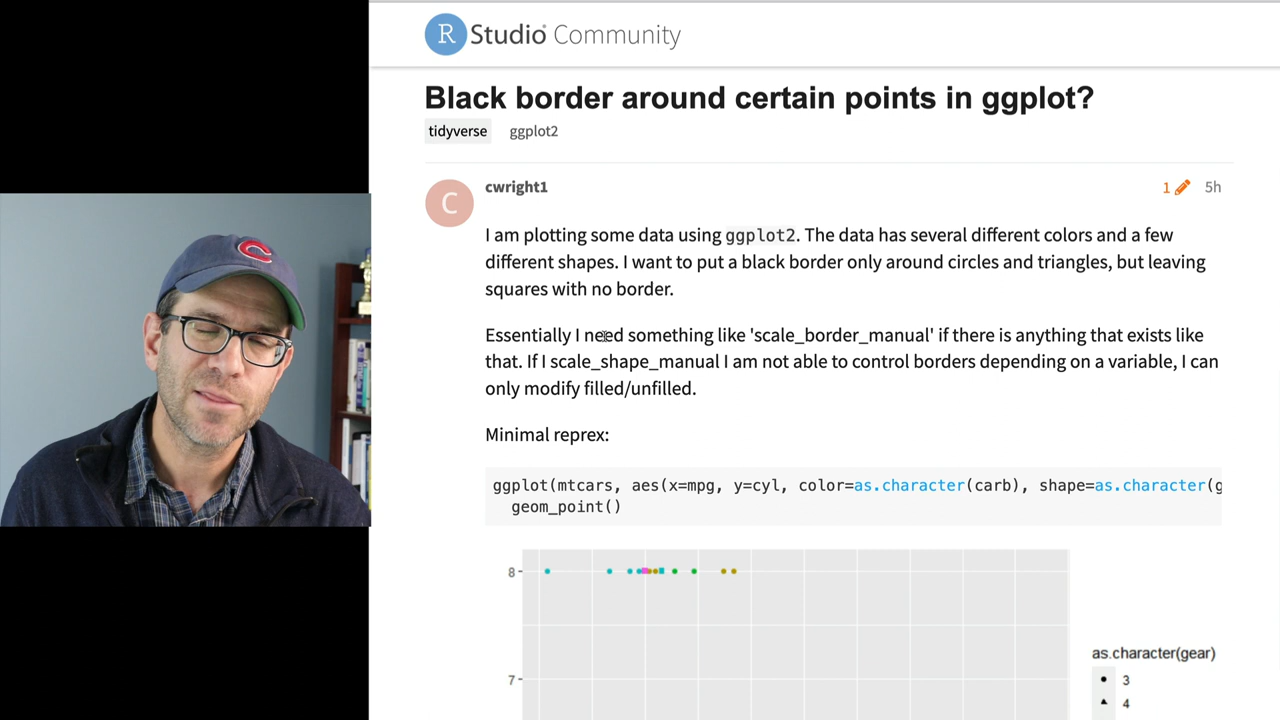 R Studio Community
Black border around certain points in ggplot?
tidyverse ggplot2
C cwright1 1 5h
I am plotting some data using ggplot2. The data has several different colors and a few
different shapes. I want to put a black border only around circles and triangles, but leaving
squares with no border.
Essentially I need something like 'scale_border_manual' if there is anything that exists like
that. If I scale_shape_manual I am not able to control borders depending on a variable, I can
only modify filled/unfilled.
Minimal reprex:
ggplot(mtcars, aes(x=mpg, y=cyl, color=as.character(carb), shape=as.character(g
geom_point()
8
as.character(gear)
7
3
4
C